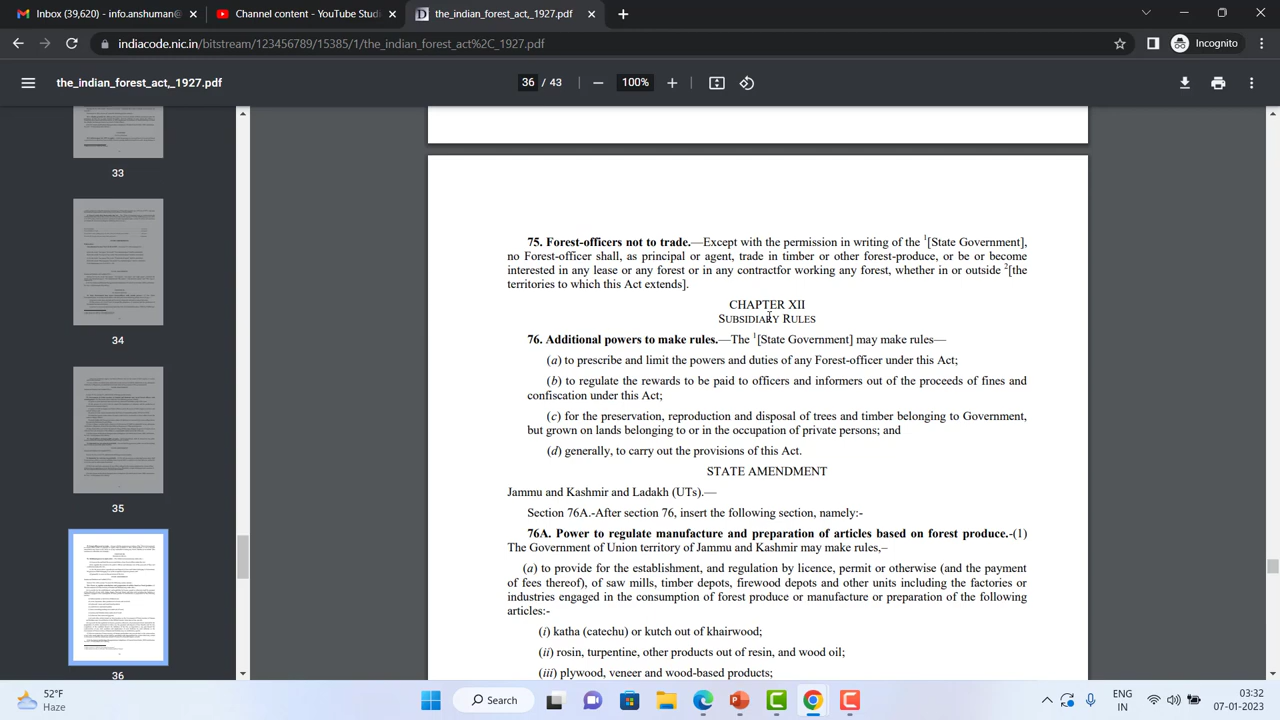 Inbox (39,620) - info.anshuman@
Channel content - YouTube Studi
the_indian_forest_act,_1927.pdf
indiacode.nic.in/bitstream/123456789/15385/1/the_indian_forest_act%2C_1927.pdf
Incognito
the_indian_forest_act,_1927.pdf
36 / 43
100%
33
34
35
36
75. Forest-officers not to trade.—Except with the permission in writing of the 1[State Government],
no Forest-officer shall, as principal or agent, trade in timber or other forest-produce, or be or become
interested in any lease or any forest or in any contractfor working any forest, whether in or outside 2[the
territories to which this Act extends].
CHAPTER XII
SUBSIDIARY RULES
76. Additional powers to make rules.—The 1[State Government] may make rules—
(a) to prescribe and limit the powers and duties of any Forest-officer under this Act;
(b) to regulate the rewards to be paid to officers and informers out of the proceeds of fines and
confiscation under this Act;
(c) for the preservation, reproduction and disposal of trees and timber belonging to Government,
but grown on lands belonging to or in the occupation of private persons; and
(d) generally, to carry out the provisions of this Act.
STATE AMENDMENT
Jammu and Kashmir and Ladakh (UTs).—
Section 76A.-After section 76, insert the following section, namely:-
76A. Power to regulate manufacture and preparation of articles based on forest produce.-(1)
The Government of Union territory of Jammu and Kashmir may make rules,—
(a) to provide for the establishment, and regulation by licence, permit or otherwise (and the payment
of fees thereof), of saw mills, timber depots, firewood depots and other units including the factories or
industries engaged in the consumption of forest produce or manufacture or preparation of the following
articles:-
(i) katha (catechu) or kutch out of khairwood;
(ii) rosin, turpentine, other products out of resin, and wood oil;
(iii) plywood, veneer and wood-based products;
52°F
Haze
Search
ENG
IN
03:32
07-01-2023